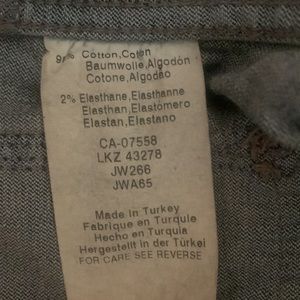 98% Cotton,Coton
Baumwolle,Algodón
Cotone,Algodão
2% Elasthane,Elasthanne
Elasthan,Elastómero
Elastan,Elastano
CA-07558
LKZ 43278
JW266
JWA65
Made in Turkey
Fabrique en Turquie
Hecho en Turquia
Hergestellt in der Türkei
FOR CARE SEE REVERSE